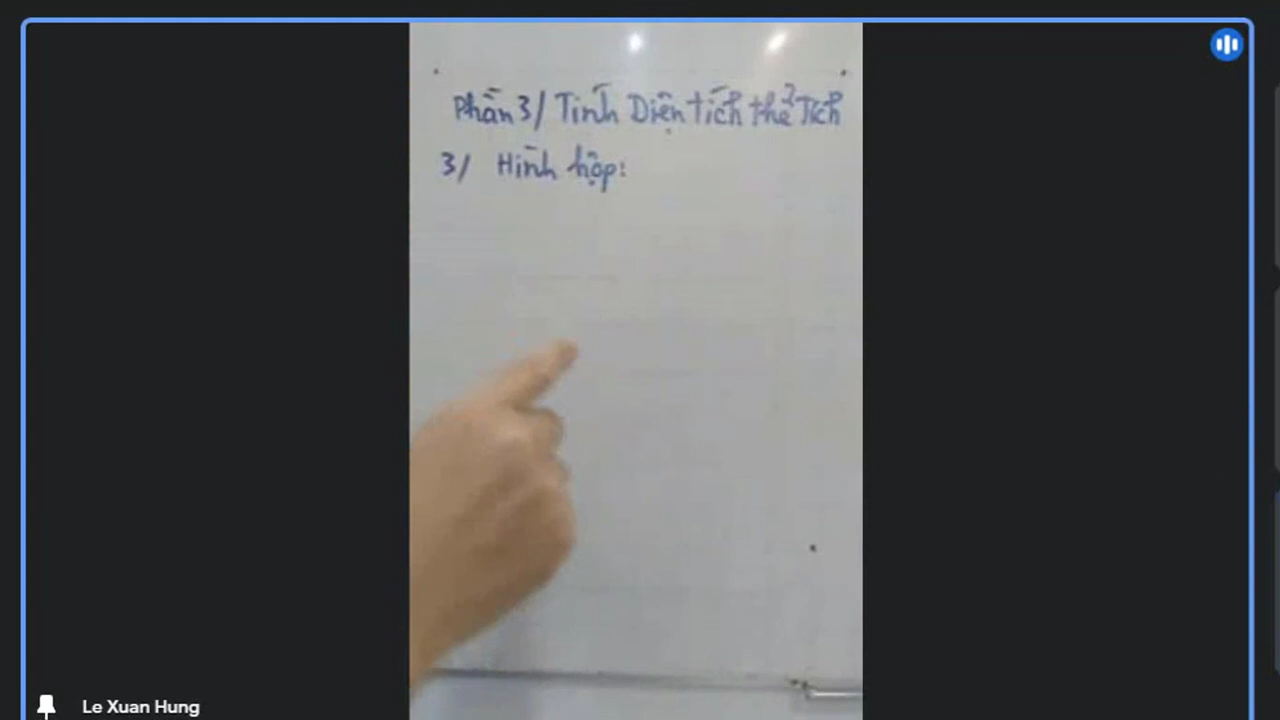 Phần 3/ Tính Diện tích thể Tích
3/ Hình hộp:
Le Xuan Hung